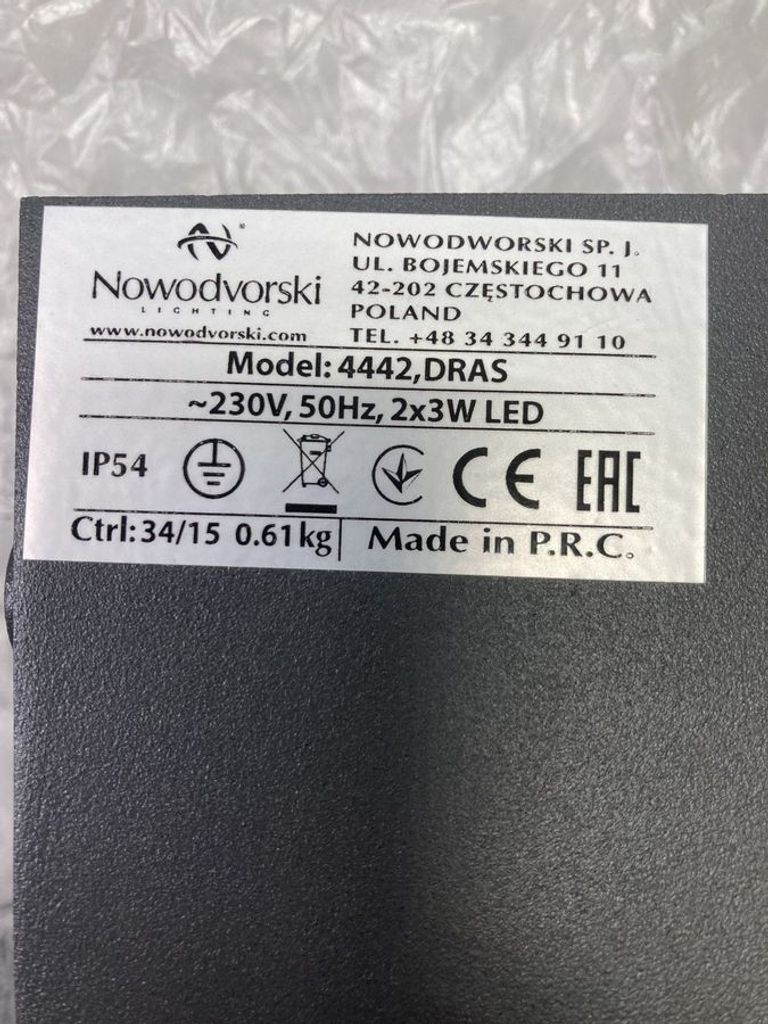 Nowodvorski
LIGHTING
www.nowodvorski.com
NOWODWORSKI SP. J.
UL. BOJEMSKIEGO 11
42-202 CZĘSTOCHOWA
POLAND
TEL. +48 34 344 91 10
Model: 4442,DRAS
~230V, 50Hz, 2x3W LED
IP54 CE EAC
Ctrl: 34/15 0.61kg Made in P.R.C.